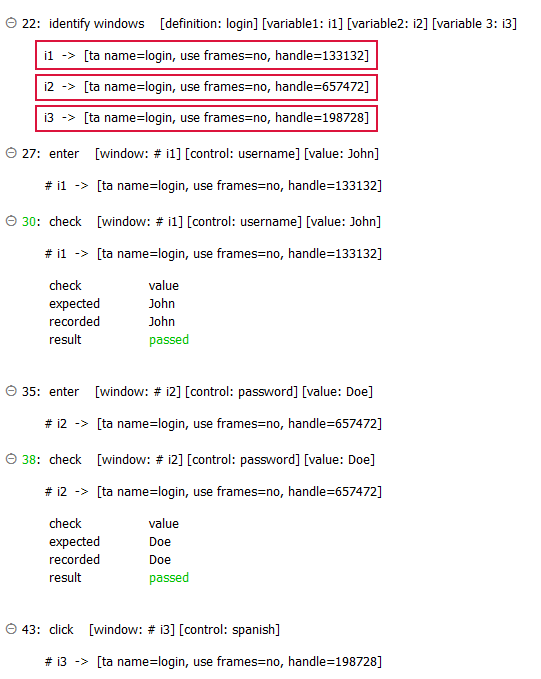 22: identify windows [definition: login] [variable1: i1] [variable2: i2] [variable 3: i3]
i1 -> [ta name=login, use frames=no, handle=133132]
i2 -> [ta name=login, use frames=no, handle=657472]
i3 -> [ta name=login, use frames=no, handle=198728]
27: enter [window: # i1] [control: username] [value: John]
# i1 -> [ta name=login, use frames=no, handle=133132]
30: check [window: # i1] [control: username] [value: John]
# i1 -> [ta name=login, use frames=no, handle=133132]
check value
expected John
recorded John
result passed
35: enter [window: # i2] [control: password] [value: Doe]
# i2 -> [ta name=login, use frames=no, handle=657472]
38: check [window: # i2] [control: password] [value: Doe]
# i2 -> [ta name=login, use frames=no, handle=657472]
check value
expected Doe
recorded Doe
result passed
43: click [window: # i3] [control: spanish]
# i3 -> [ta name=login, use frames=no, handle=198728]